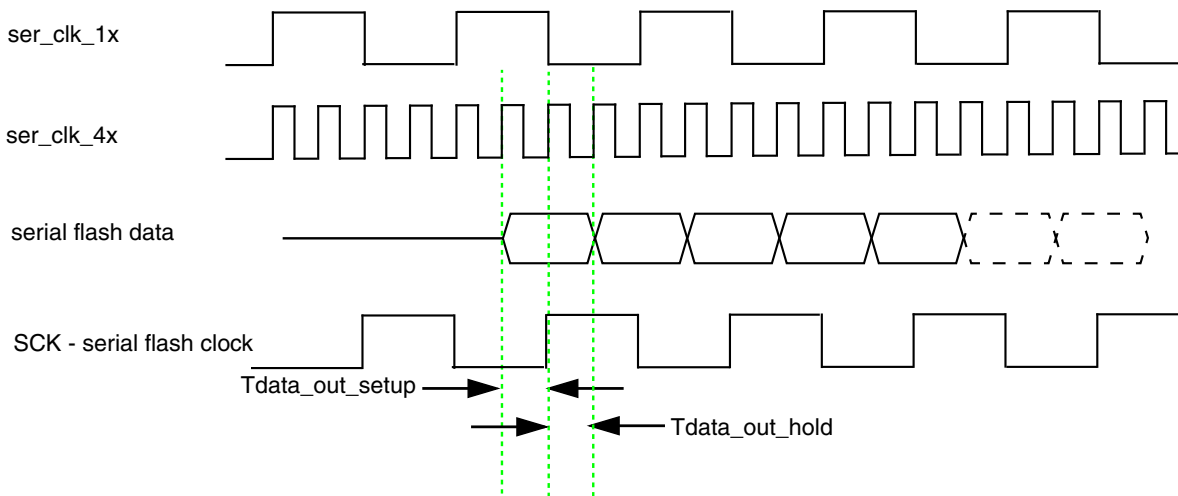 ser_clk_1x
ser_clk_4x
serial flash data
SCK - serial flash clock
Tdata_out_setup
Tdata_out_hold